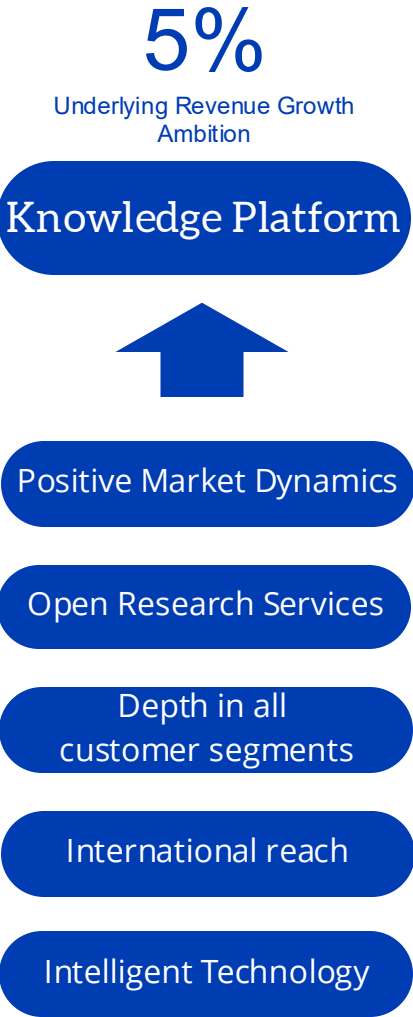 5%
Underlying Revenue Growth
Ambition
Knowledge Platform
Positive Market Dynamics
Open Research Services
Depth in all
customer segments
International reach
Intelligent Technology